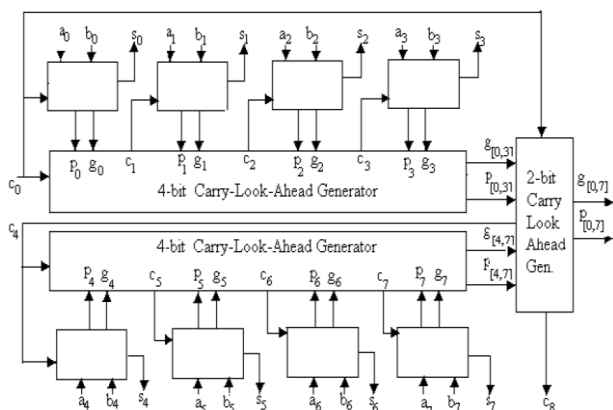 a0 b0 s0 a1 b1 s1 a2 b2 s2 a3 b3 s3
p0 g0 c1 p1 g1 c2 p2 g2 c3 p3 g3
g[0,3]
p[0,3]
c0
4-bit Carry-Look-Ahead Generator
2-bit
Carry
Look
Ahead
Gen.
g[0,7]
p[0,7]
c4
4-bit Carry-Look-Ahead Generator
g[4,7]
p[4,7]
p4 g4 c5 p5 g5 c6 p6 g6 c7 p7 g7
a4 b4 s4 a5 b5 s5 a6 b6 s6 a7 b7 s7
c8